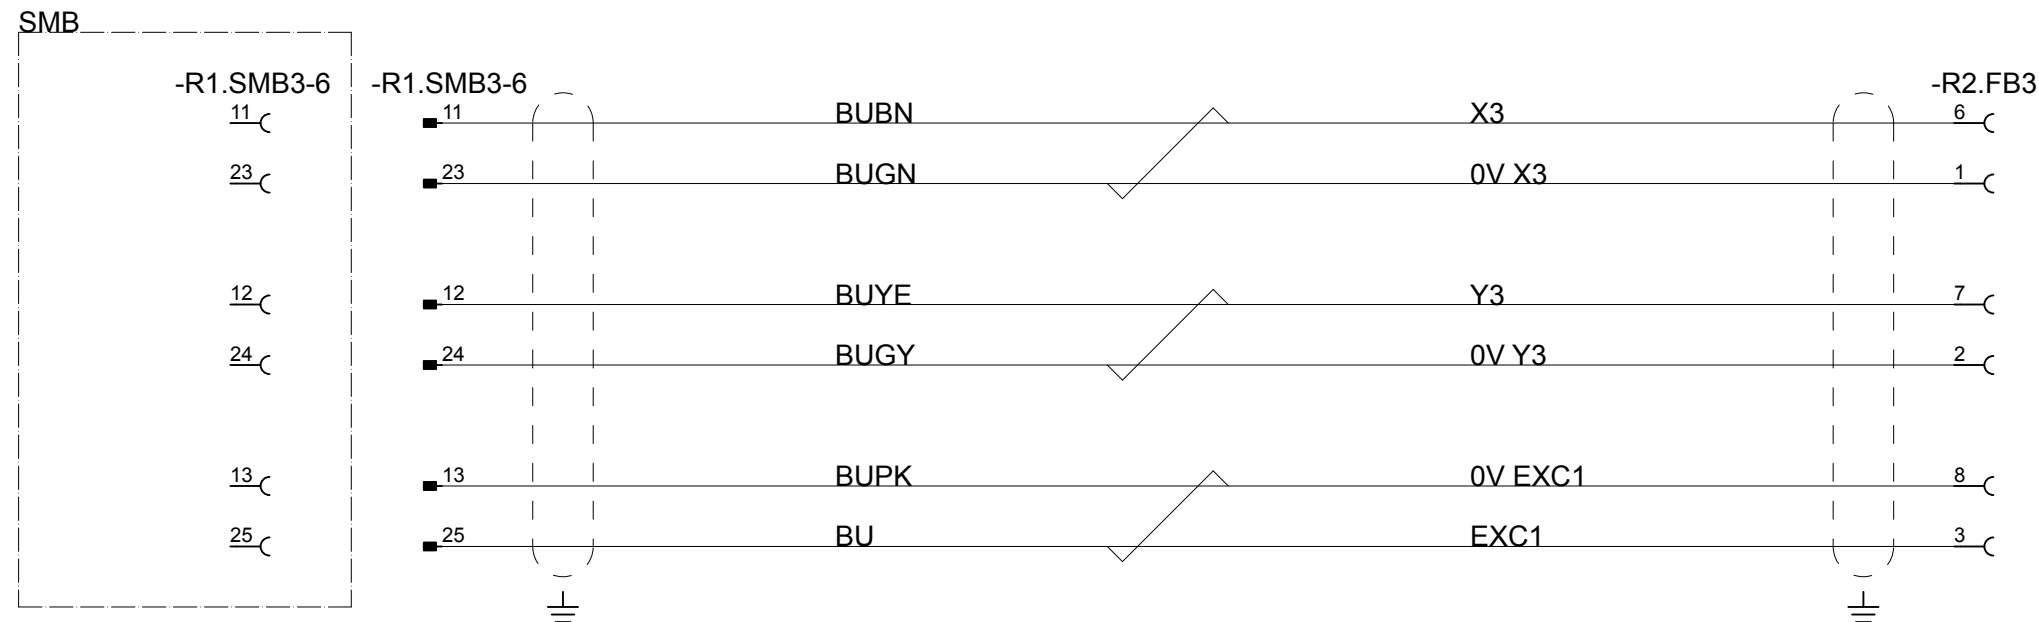 SMB
-R1.SMB3-6 -R1.SMB3-6 -R2.FB3
11 11 BUBN X3 6
23 23 BUGN 0V X3 1
12 12 BUYE Y3 7
24 24 BUGY 0V Y3 2
13 13 BUPK 0V EXC1 8
25 25 BU EXC1 3